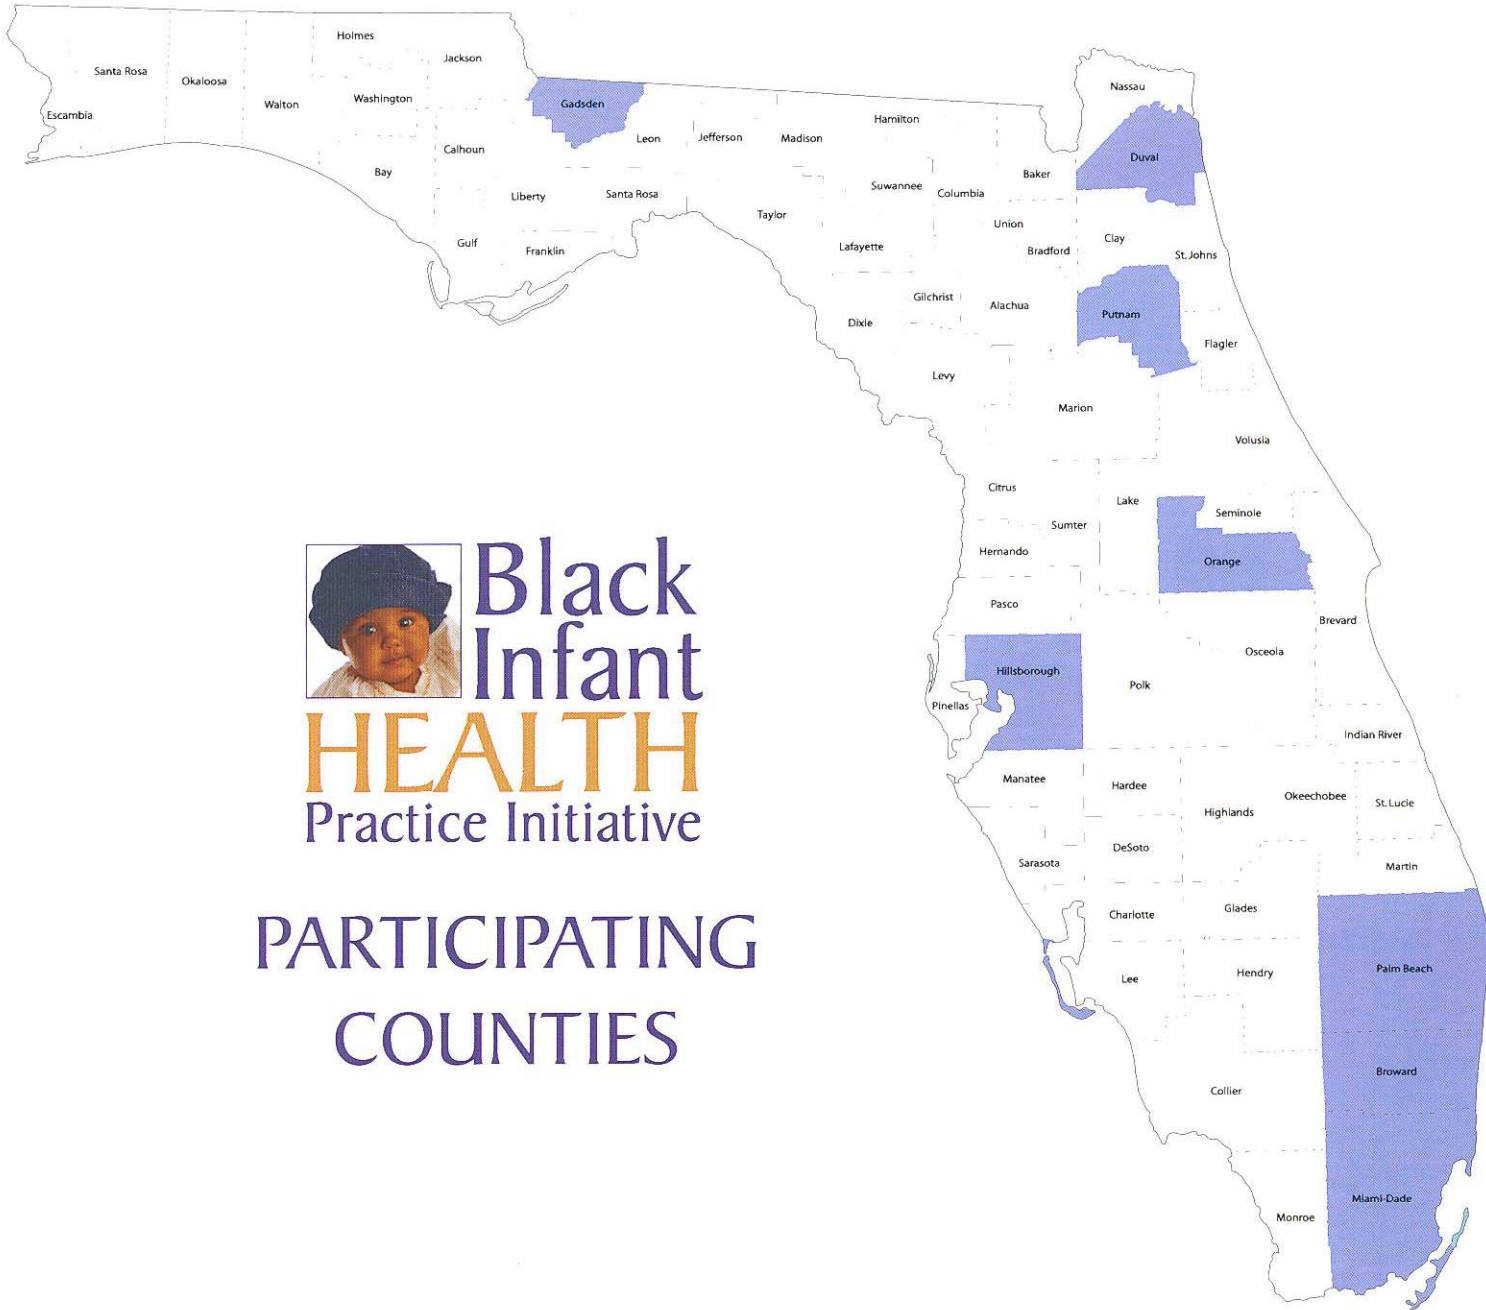 Holmes
Jackson
Santa Rosa
Okaloosa
Walton
Washington
Escambia
Gadsden
Nassau
Hamilton
Leon
Jefferson
Madison
Duval
Calhoun
Bay
Baker
Suwannee
Columbia
Liberty
Santa Rosa
Taylor
Union
Gulf
Franklin
Lafayette
Bradford
Clay
St. Johns
Gilchrist
Alachua
Putnam
Dixie
Flagler
Levy
Marion
Volusia
Citrus
Lake
Seminole
Sumter
Hernando
Orange
Pasco
Brevard
Osceola
Hillsborough
Polk
Pinellas
Indian River
Manatee
Hardee
Okeechobee
St. Lucie
Highlands
DeSoto
Sarasota
Martin
Charlotte
Glades
Palm Beach
Lee
Hendry
Broward
Collier
Miami-Dade
Monroe
Black
Infant
HEALTH
Practice Initiative
PARTICIPATING
COUNTIES